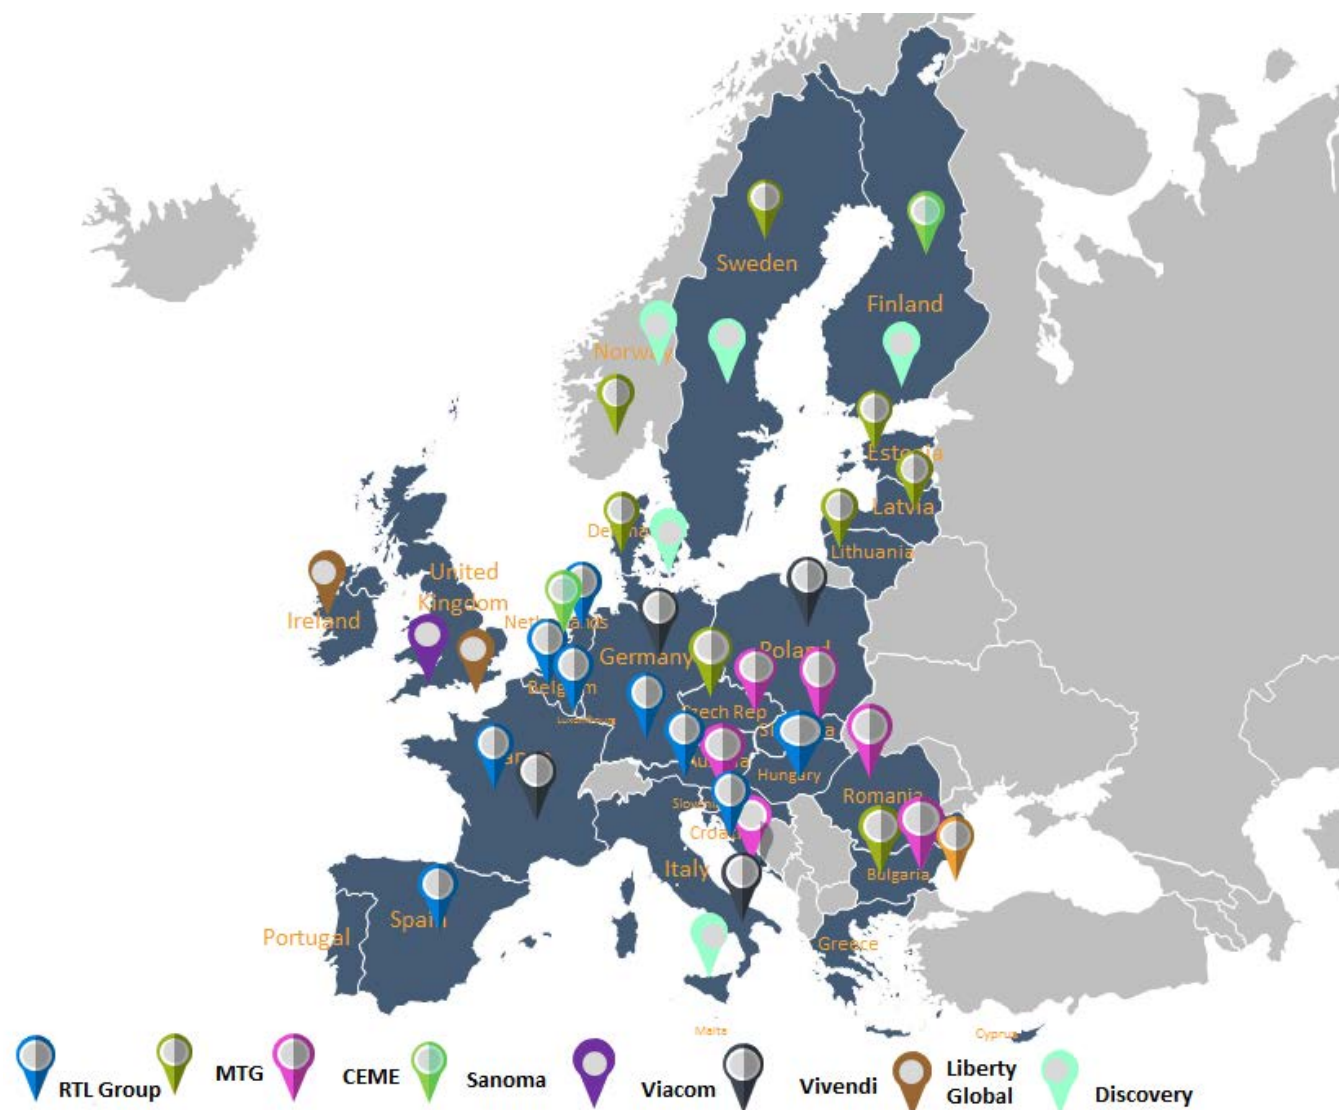 Sweden
Finland
Norway
Estonia
Latvia
Lithuania
United
Kingdom
Ireland
Netherlands
Poland
Germany
Belgium
Luxembourg
Czech Rep
Hungary
Romania
Croatia
Italy
Bulgaria
Spain
Portugal
Greece
Malta
Cyprus
RTL Group
MTG
CEME
Sanoma
Viacom
Vivendi
Liberty
Global
Discovery